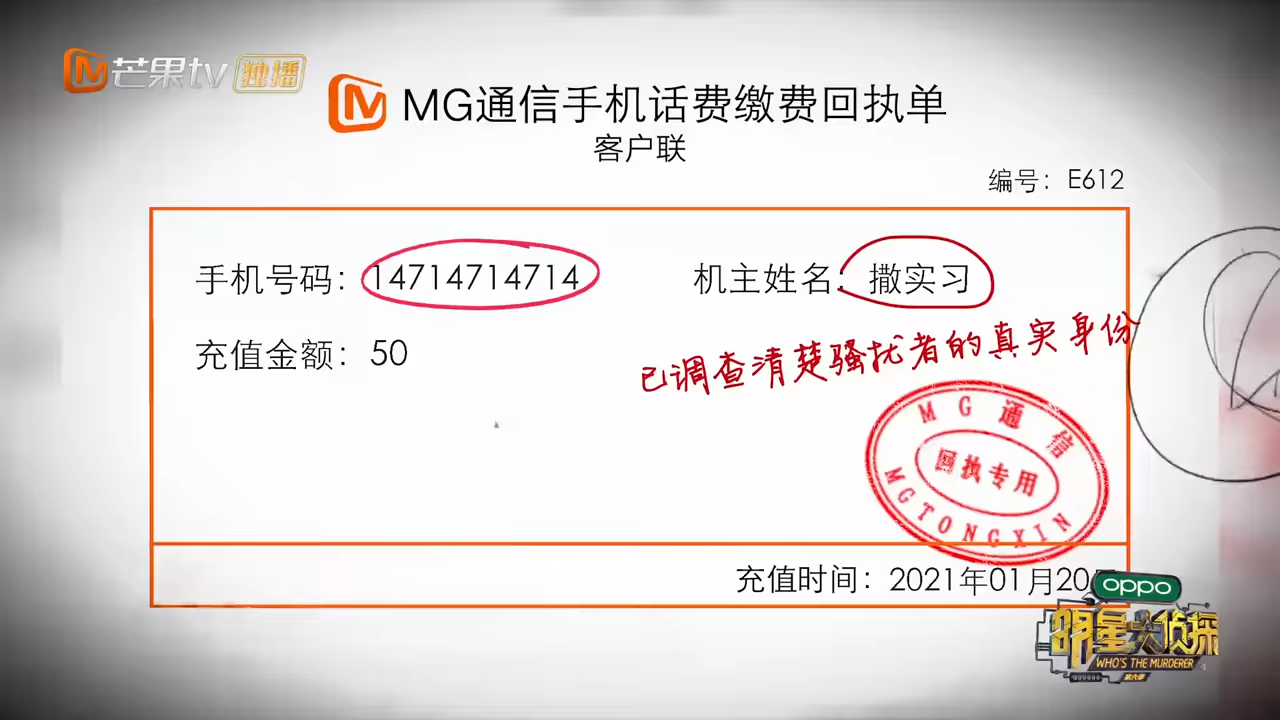 芒果tv 独播
MG通信手机话费缴费回执单
客户联
编号：E612
手机号码：14714714714
机主姓名：撒实习
充值金额：50
已调查清楚骚扰者的真实身份
MG通信
回执专用
MGTONGXIN
充值时间：2021年01月20日
oppo
明星大侦探
WHO'S THE MURDERER
第六季